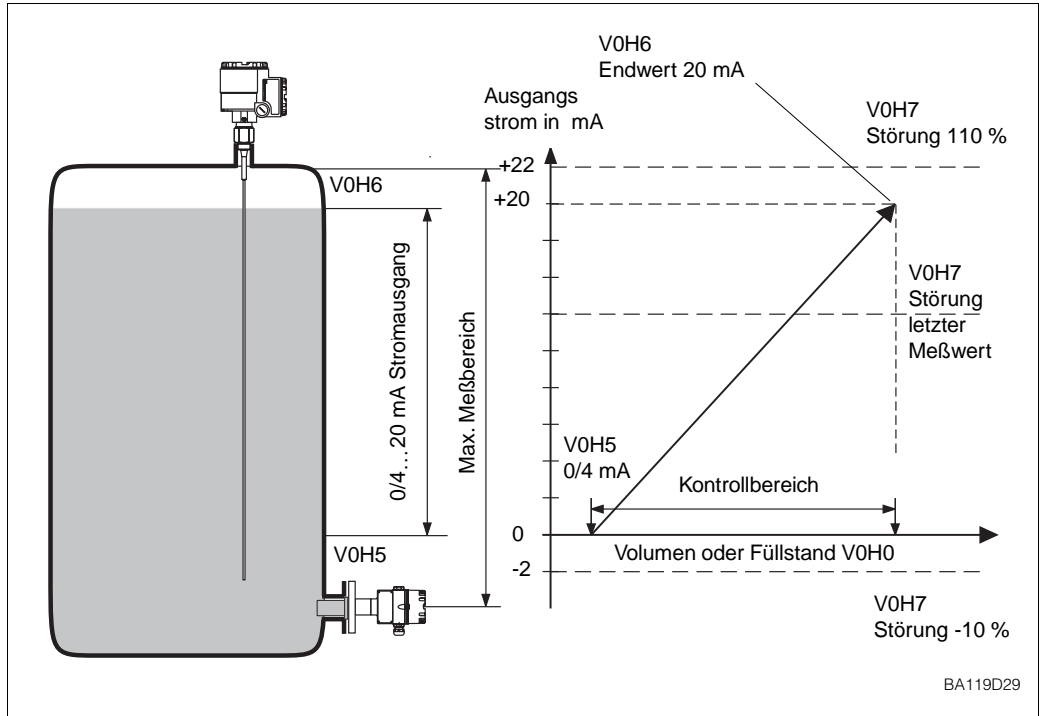 V0H6
Endwert 20 mA
Ausgangs
strom in mA
V0H7
Störung 110 %
+22
+20
V0H6
0/4... 20 mA Stromausgang
Max. Meßbereich
V0H7
Störung
letzter
Meßwert
V0H5
0/4 mA
Kontrollbereich
0
V0H5
Volumen oder Füllstand V0H0
-2
V0H7
Störung -10 %
BA119D29